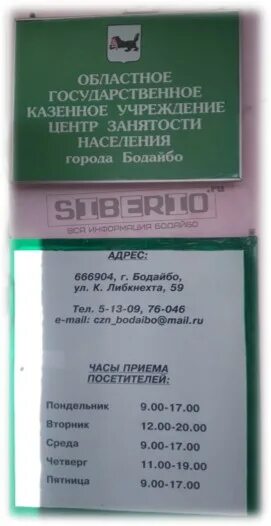 ОБЛАСТНОЕ
ГОСУДАРСТВЕННОЕ
КАЗЕННОЕ УЧРЕЖДЕНИЕ
ЦЕНТР ЗАНЯТОСТИ
НАСЕЛЕНИЯ
города Бодайбо
SIBERIO.ru
ВСЯ ИНФОРМАЦИЯ БОДАЙБО
АДРЕС:
666904, г. Бодайбо,
ул. К. Либкнехта, 59
Тел. 5-13-09, 76-046
e-mail: czn_bodaibo@mail.ru
ЧАСЫ ПРИЕМА
ПОСЕТИТЕЛЕЙ:
Понедельник 9.00-17.00
Вторник 12.00-20.00
Среда 9.00-17.00
Четверг 11.00-19.00
Пятница 9.00-17.00